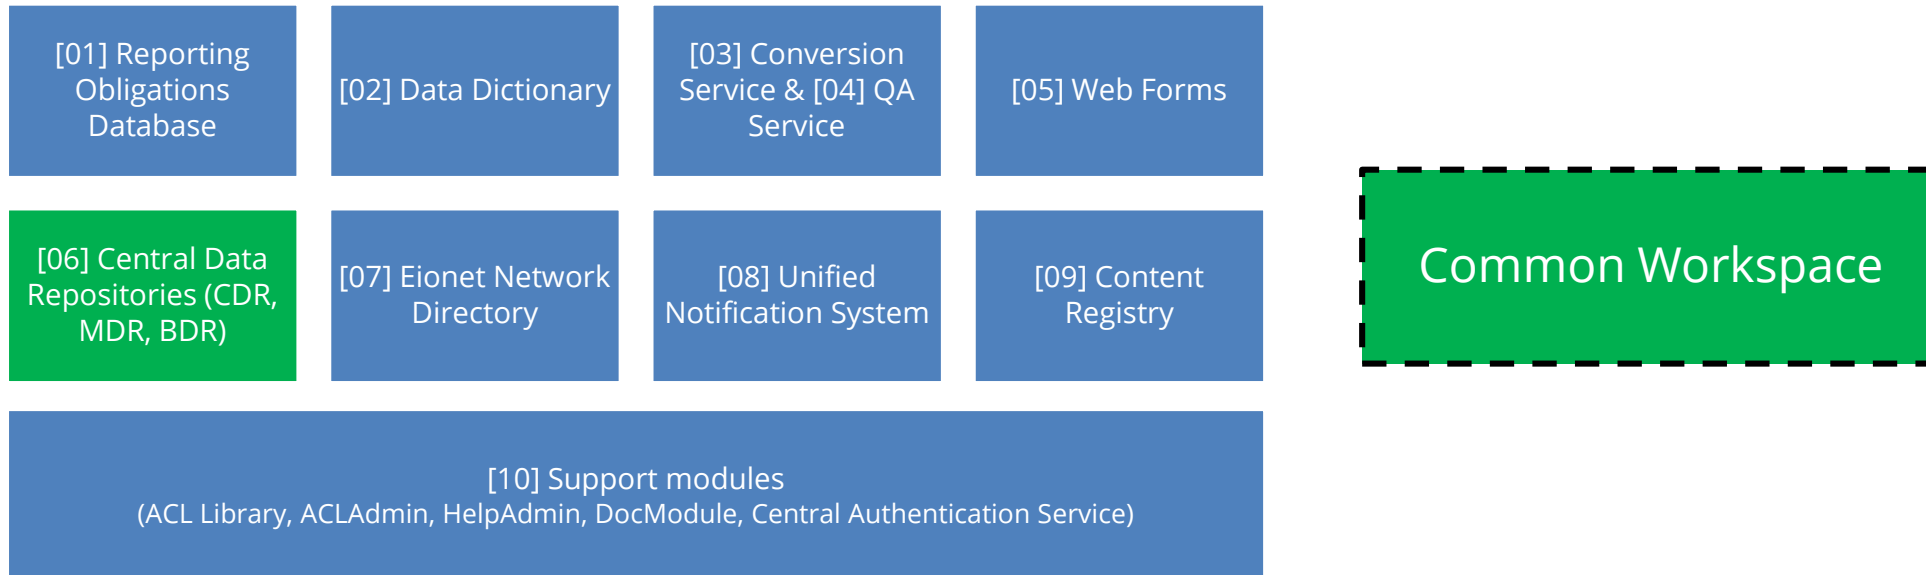 [01] Reporting
Obligations
Database
[02] Data Dictionary
[03] Conversion
Service & [04] QA
Service
[05] Web Forms
[06] Central Data
Repositories (CDR,
MDR, BDR)
[07] Eionet Network
Directory
[08] Unified
Notification System
[09] Content
Registry
Common Workspace
[10] Support modules
(ACL Library, ACLAdmin, HelpAdmin, DocModule, Central Authentication Service)